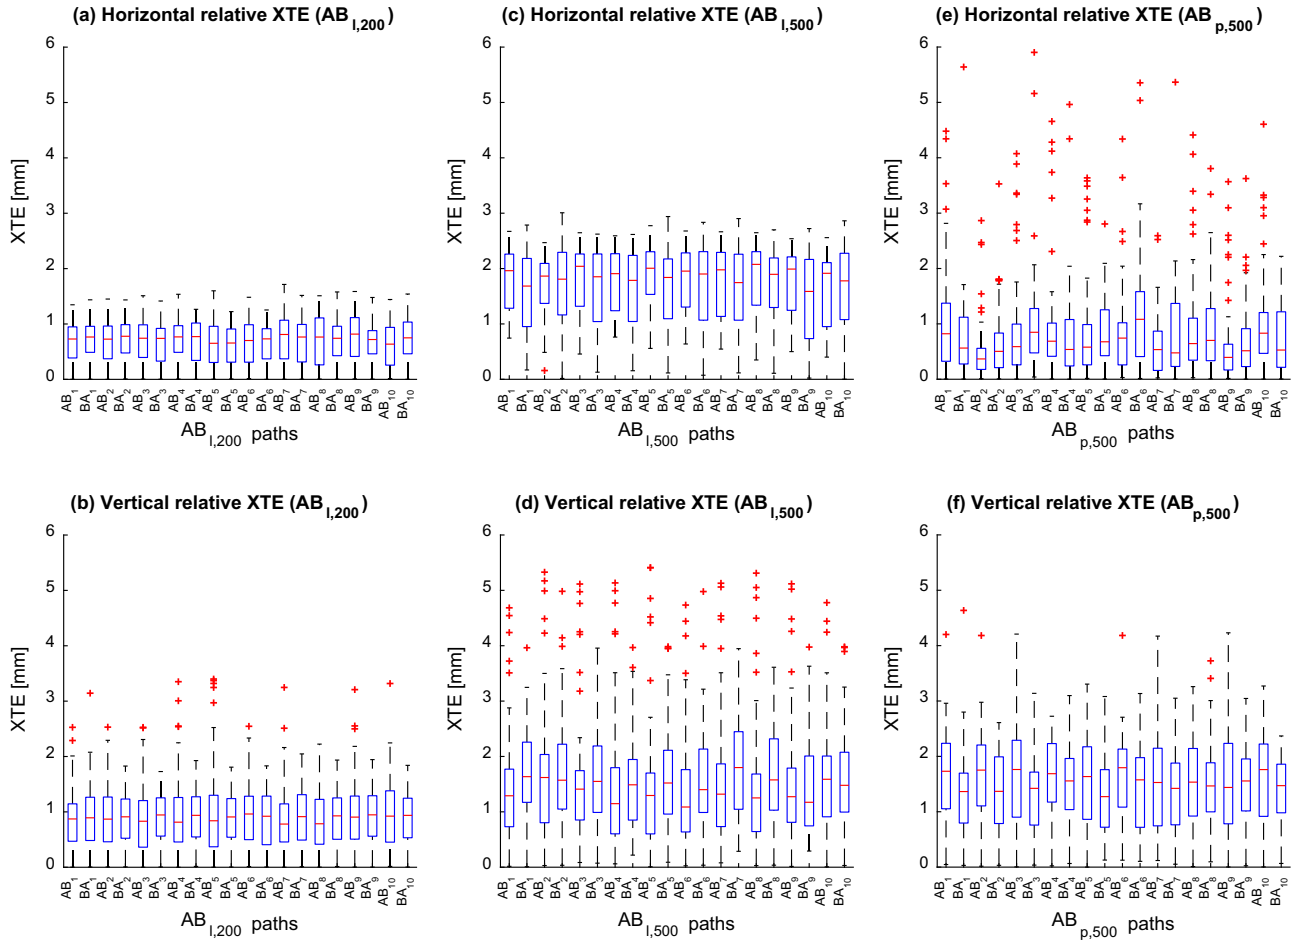 (a) Horizontal relative XTE (AB l,200)
6
5
4
3
2
1
0
XTE [mm]
AB1 BA1 AB2 BA2 AB3 BA3 AB4 BA4 AB5 BA5 AB6 BA6 AB7 BA7 AB8 BA8 AB9 BA9 AB10 BA10
AB l,200 paths
(c) Horizontal relative XTE (AB l,500)
6
5
4
3
2
1
0
XTE [mm]
AB1 BA1 AB2 BA2 AB3 BA3 AB4 BA4 AB5 BA5 AB6 BA6 AB7 BA7 AB8 BA8 AB9 BA9 AB10 BA10
AB l,500 paths
(e) Horizontal relative XTE (AB p,500)
6
5
4
3
2
1
0
XTE [mm]
AB1 BA1 AB2 BA2 AB3 BA3 AB4 BA4 AB5 BA5 AB6 BA6 AB7 BA7 AB8 BA8 AB9 BA9 AB10 BA10
AB p,500 paths
(b) Vertical relative XTE (AB l,200)
6
5
4
3
2
1
0
XTE [mm]
AB1 BA1 AB2 BA2 AB3 BA3 AB4 BA4 AB5 BA5 AB6 BA6 AB7 BA7 AB8 BA8 AB9 BA9 AB10 BA10
AB l,200 paths
(d) Vertical relative XTE (AB l,500)
6
5
4
3
2
1
0
XTE [mm]
AB1 BA1 AB2 BA2 AB3 BA3 AB4 BA4 AB5 BA5 AB6 BA6 AB7 BA7 AB8 BA8 AB9 BA9 AB10 BA10
AB l,500 paths
(f) Vertical relative XTE (AB p,500)
6
5
4
3
2
1
0
XTE [mm]
AB1 BA1 AB2 BA2 AB3 BA3 AB4 BA4 AB5 BA5 AB6 BA6 AB7 BA7 AB8 BA8 AB9 BA9 AB10 BA10
AB p,500 paths